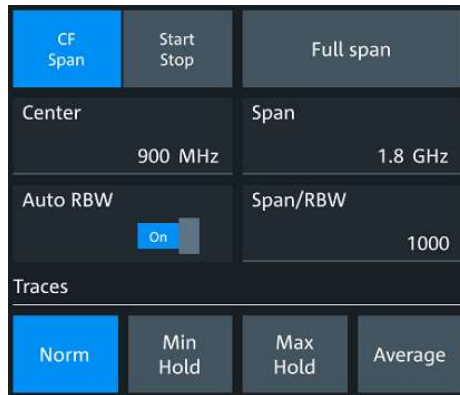 CF
Span
Start
Stop
Full span
Center
900 MHz
Span
1.8 GHz
Auto RBW
On
Span/RBW
1000
Traces
Norm
Min
Hold
Max
Hold
Average